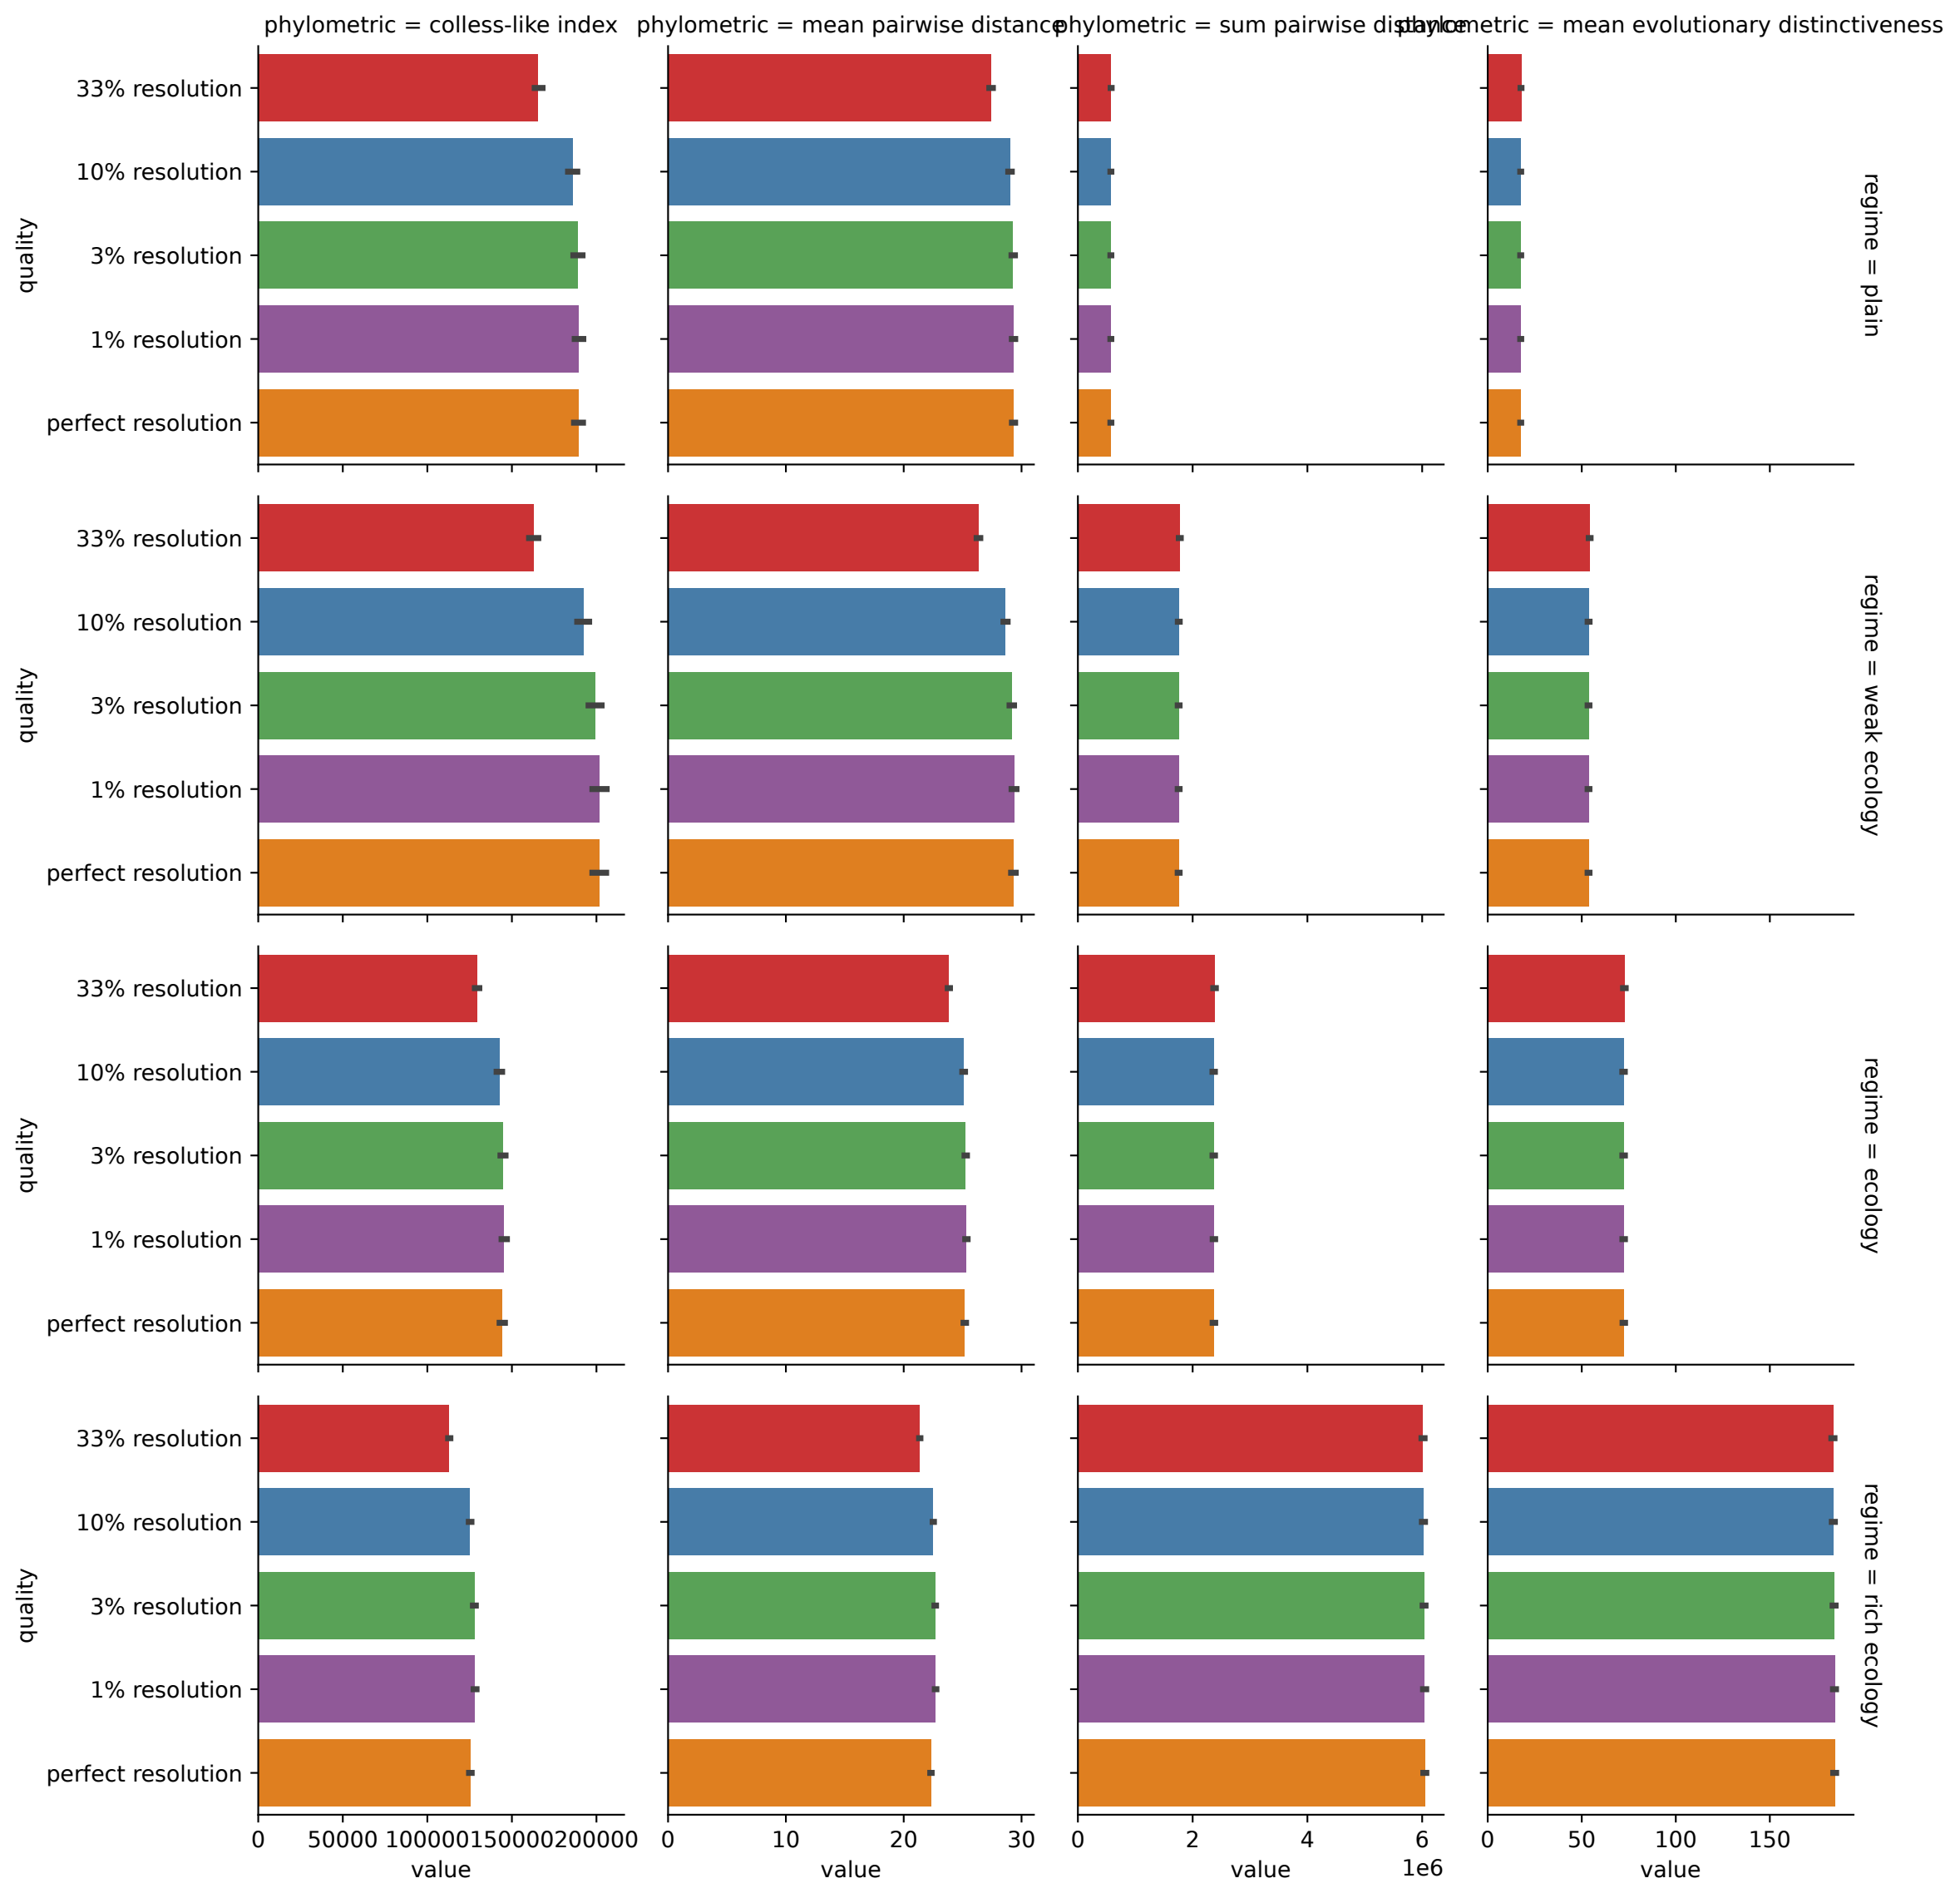 phylometric = colless-like index
phylometric = mean pairwise distance
phylometric = sum pairwise distance
phylometric = mean evolutionary distinctiveness
quality
33% resolution
10% resolution
3% resolution
1% resolution
perfect resolution
regime = plain
quality
33% resolution
10% resolution
3% resolution
1% resolution
perfect resolution
regime = weak ecology
quality
33% resolution
10% resolution
3% resolution
1% resolution
perfect resolution
regime = ecology
quality
33% resolution
10% resolution
3% resolution
1% resolution
perfect resolution
regime = rich ecology
0 50000 100000 150000 200000
value
0 10 20 30
value
0 2 4 6
1e6
value
0 50 100 150
value